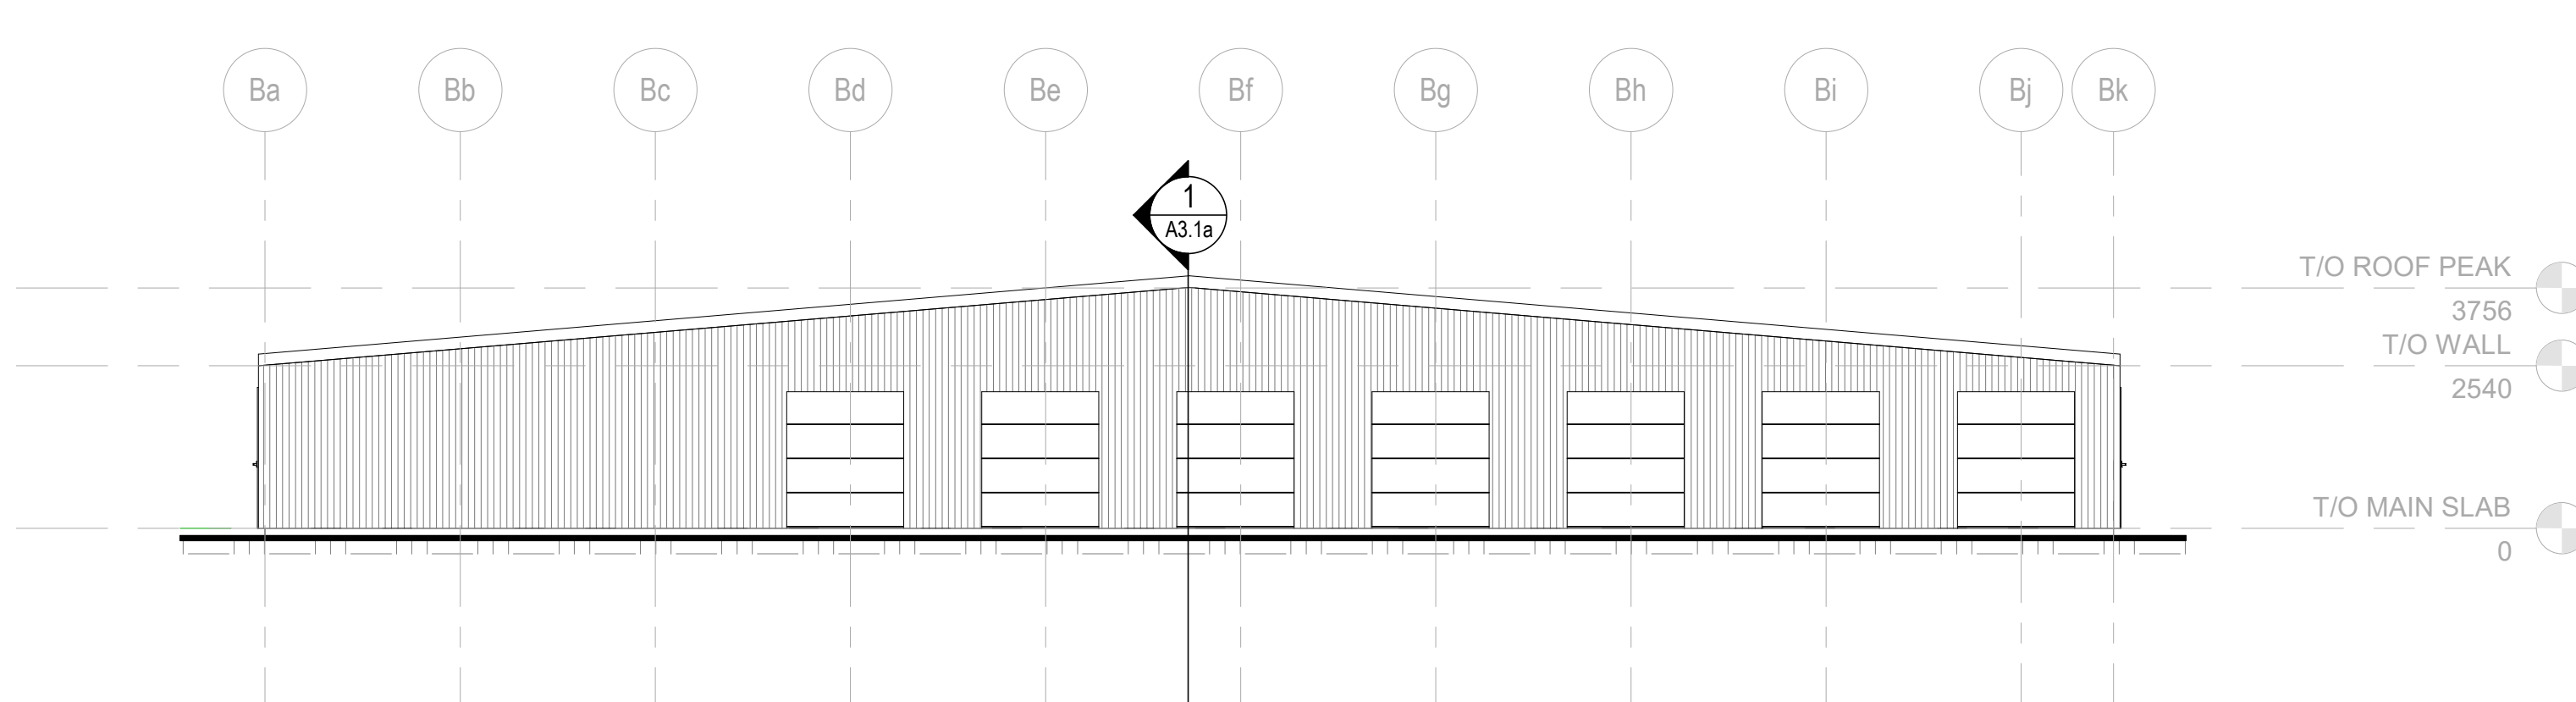 Ba Bb Bc Bd Be Bf Bg Bh Bi Bj Bk
1
A3.1a
T/O ROOF PEAK
3756
T/O WALL
2540
T/O MAIN SLAB
0